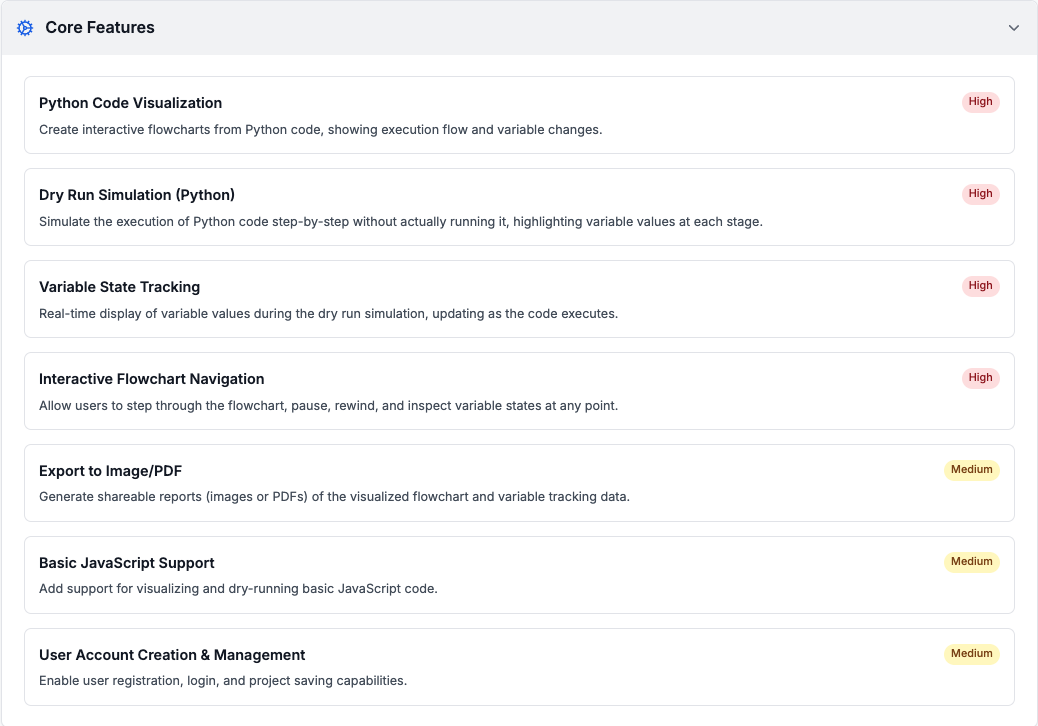 Core Features
Python Code Visualization
High
Create interactive flowcharts from Python code, showing execution flow and variable changes.
Dry Run Simulation (Python)
High
Simulate the execution of Python code step-by-step without actually running it, highlighting variable values at each stage.
Variable State Tracking
High
Real-time display of variable values during the dry run simulation, updating as the code executes.
Interactive Flowchart Navigation
High
Allow users to step through the flowchart, pause, rewind, and inspect variable states at any point.
Export to Image/PDF
Medium
Generate shareable reports (images or PDFs) of the visualized flowchart and variable tracking data.
Basic JavaScript Support
Medium
Add support for visualizing and dry-running basic JavaScript code.
User Account Creation & Management
Medium
Enable user registration, login, and project saving capabilities.